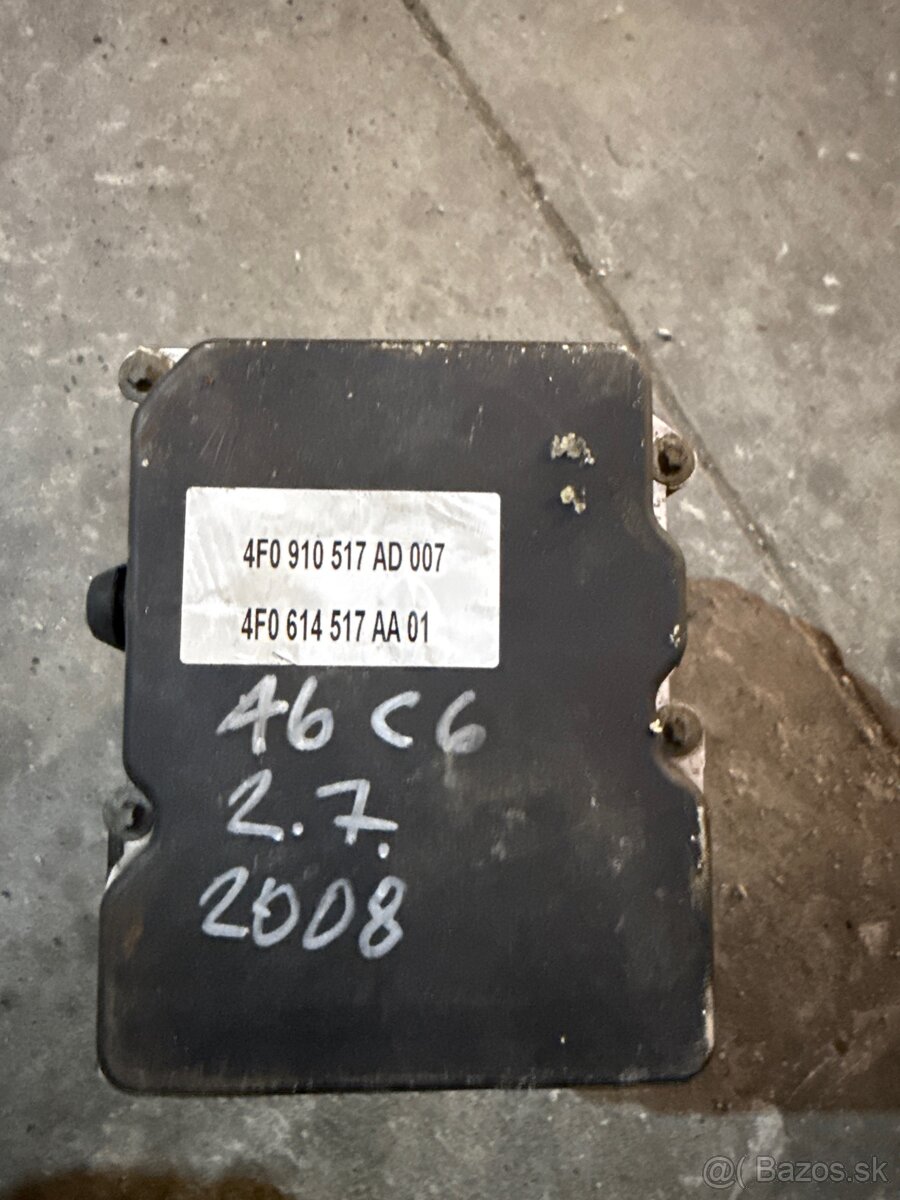 4F0 910 517 AD 007
4F0 614 517 AA 01
A6 C6
2.7.
2008
@( Bazos.sk